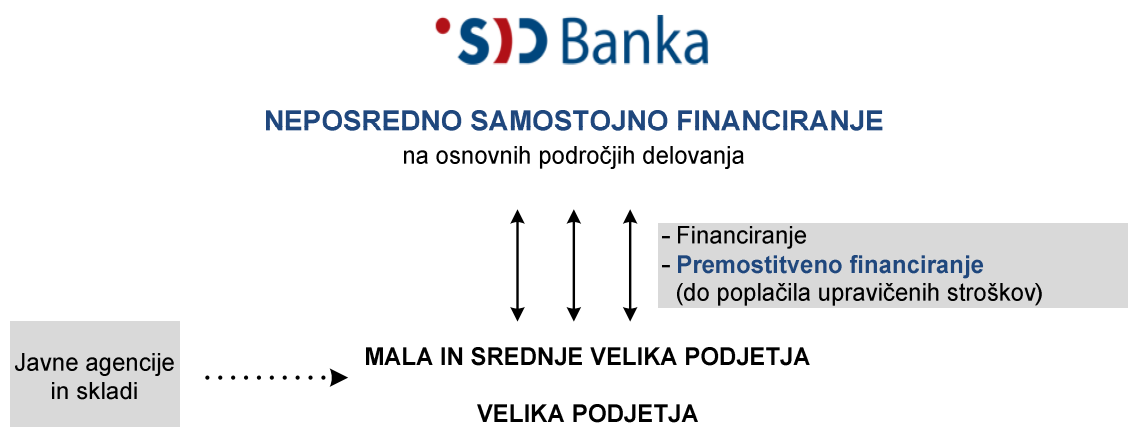 SID Banka
NEPOSREDNO SAMOSTOJNO FINANCIRANJE
na osnovnih področjih delovanja
- Financiranje
- Premostitveno financiranje
(do poplačila upravičenih stroškov)
Javne agencije
in skladi
MALA IN SREDNJE VELIKA PODJETJA
VELIKA PODJETJA